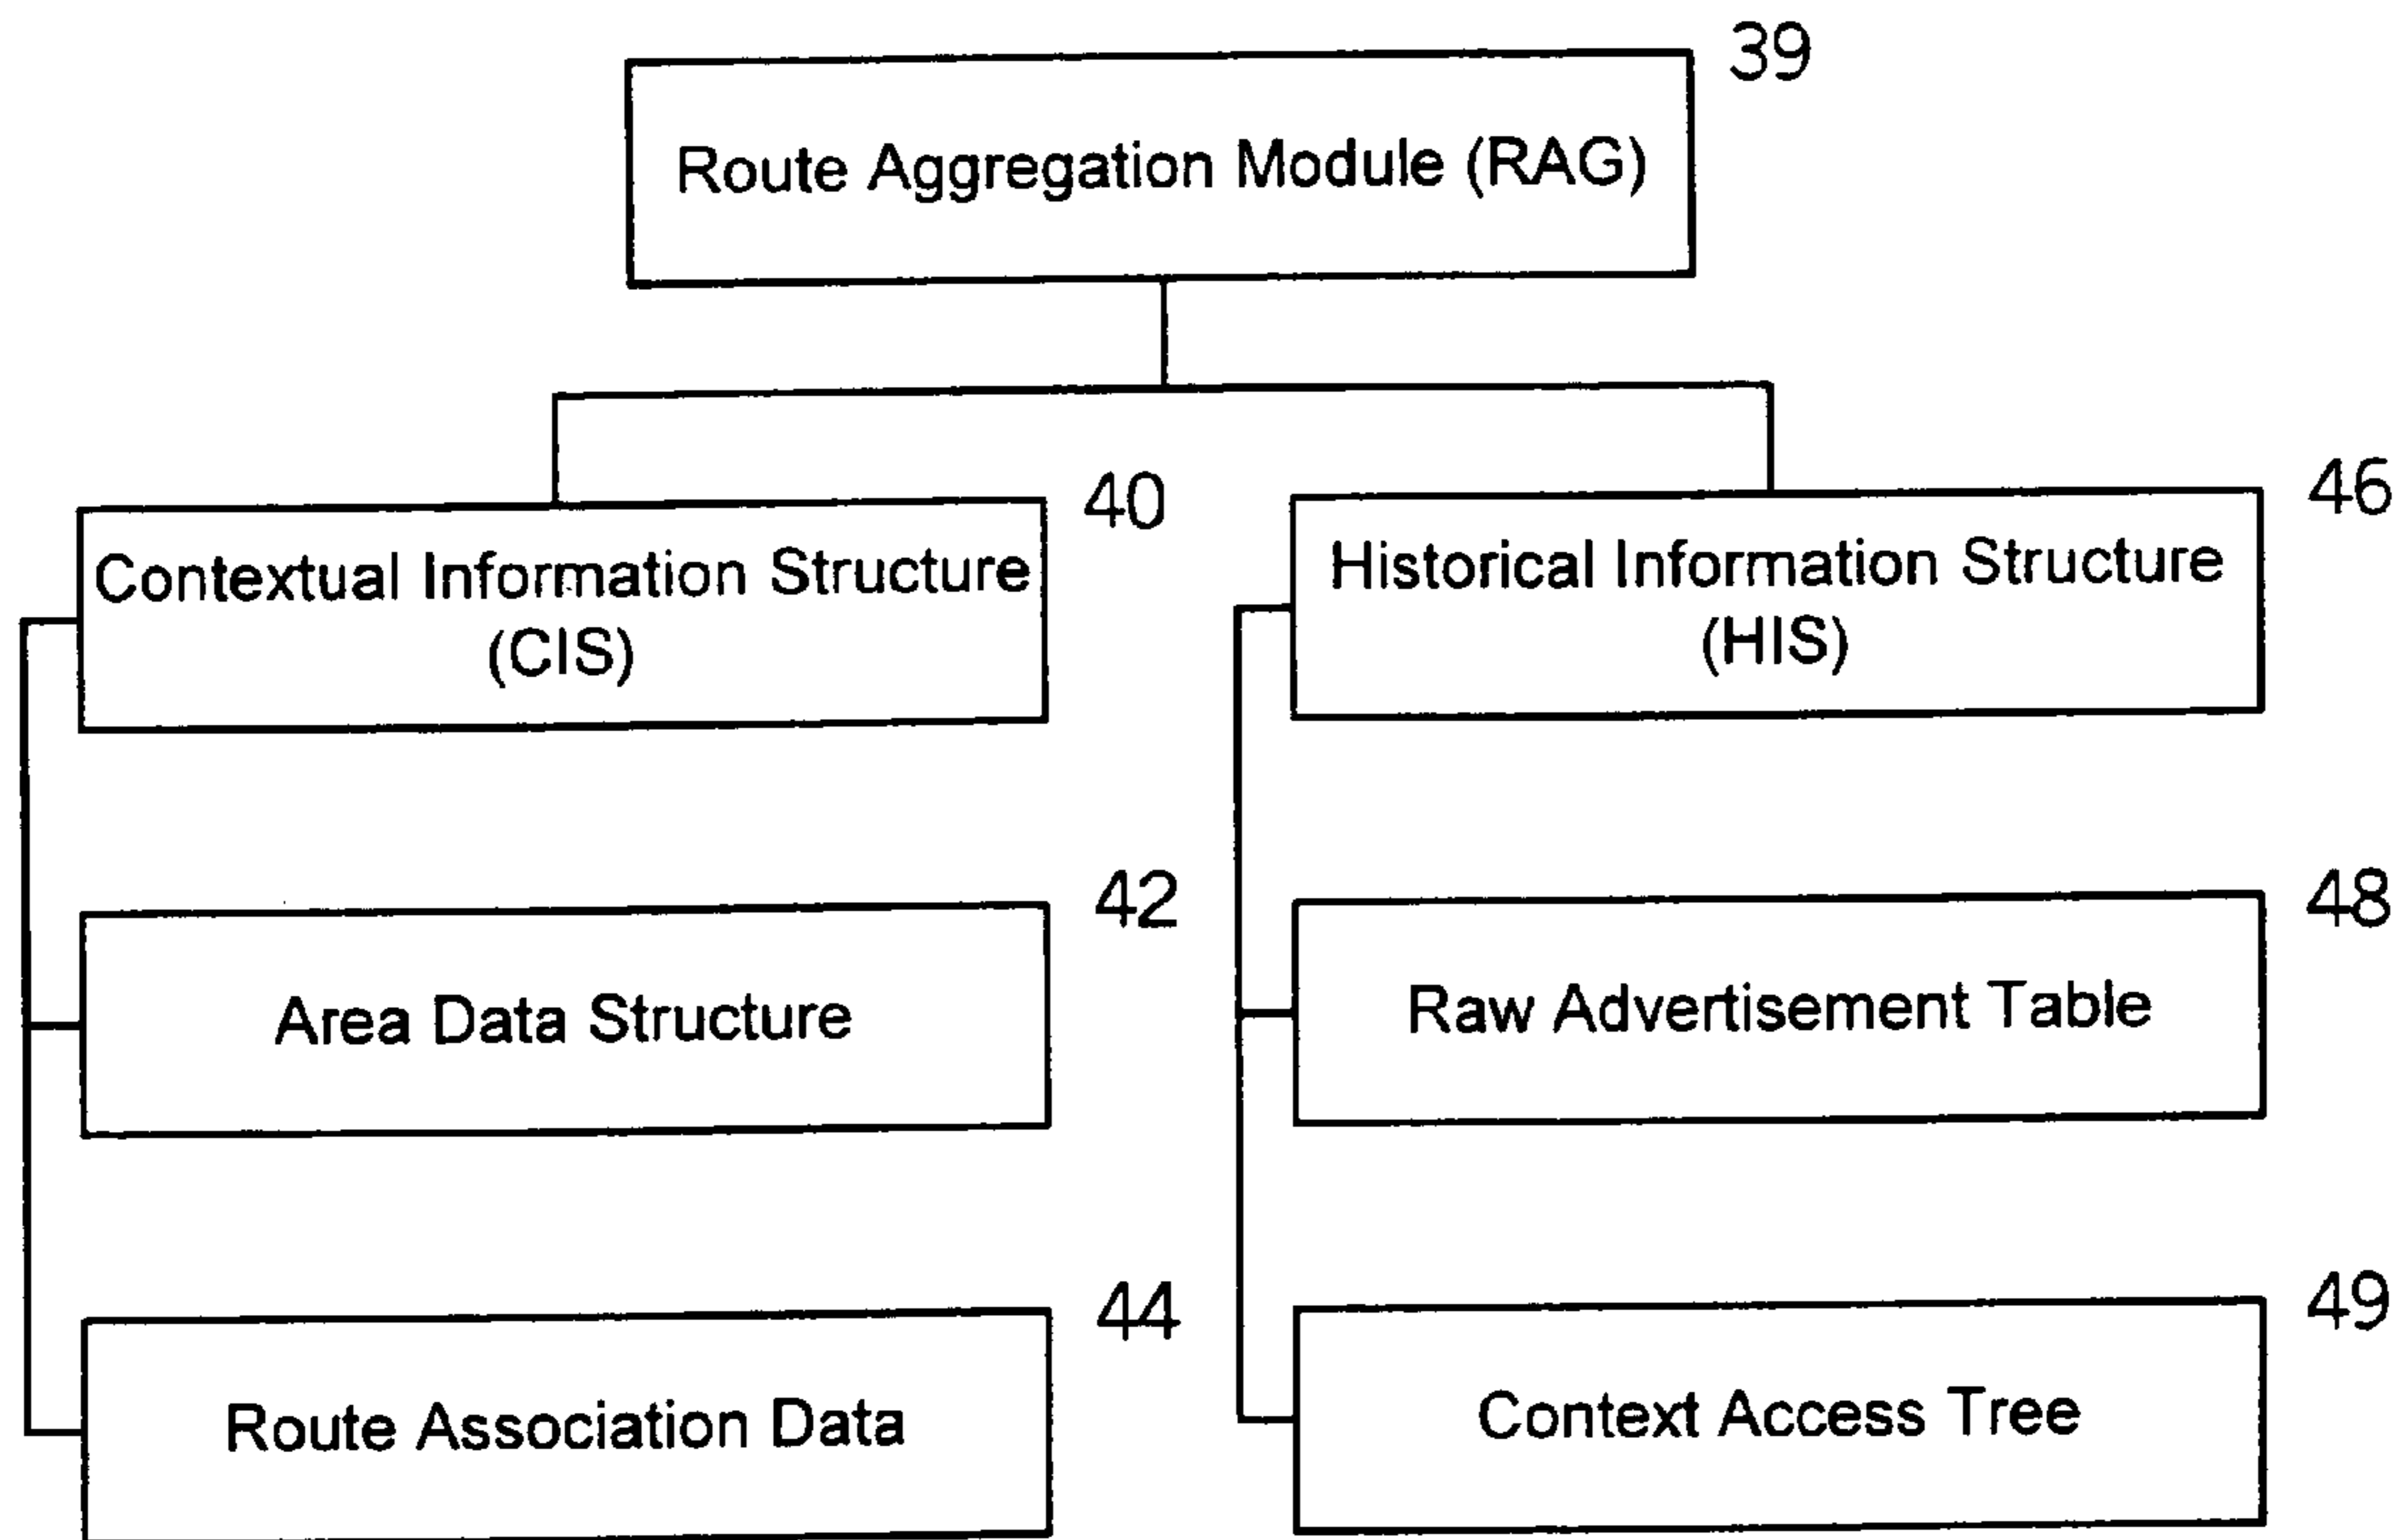 39
Route Aggregation Module (RAG)
40
Contextual Information Structure
(CIS)
46
Historical Information Structure
(HIS)
42
Area Data Structure
48
Raw Advertisement Table
44
Route Association Data
49
Context Access Tree